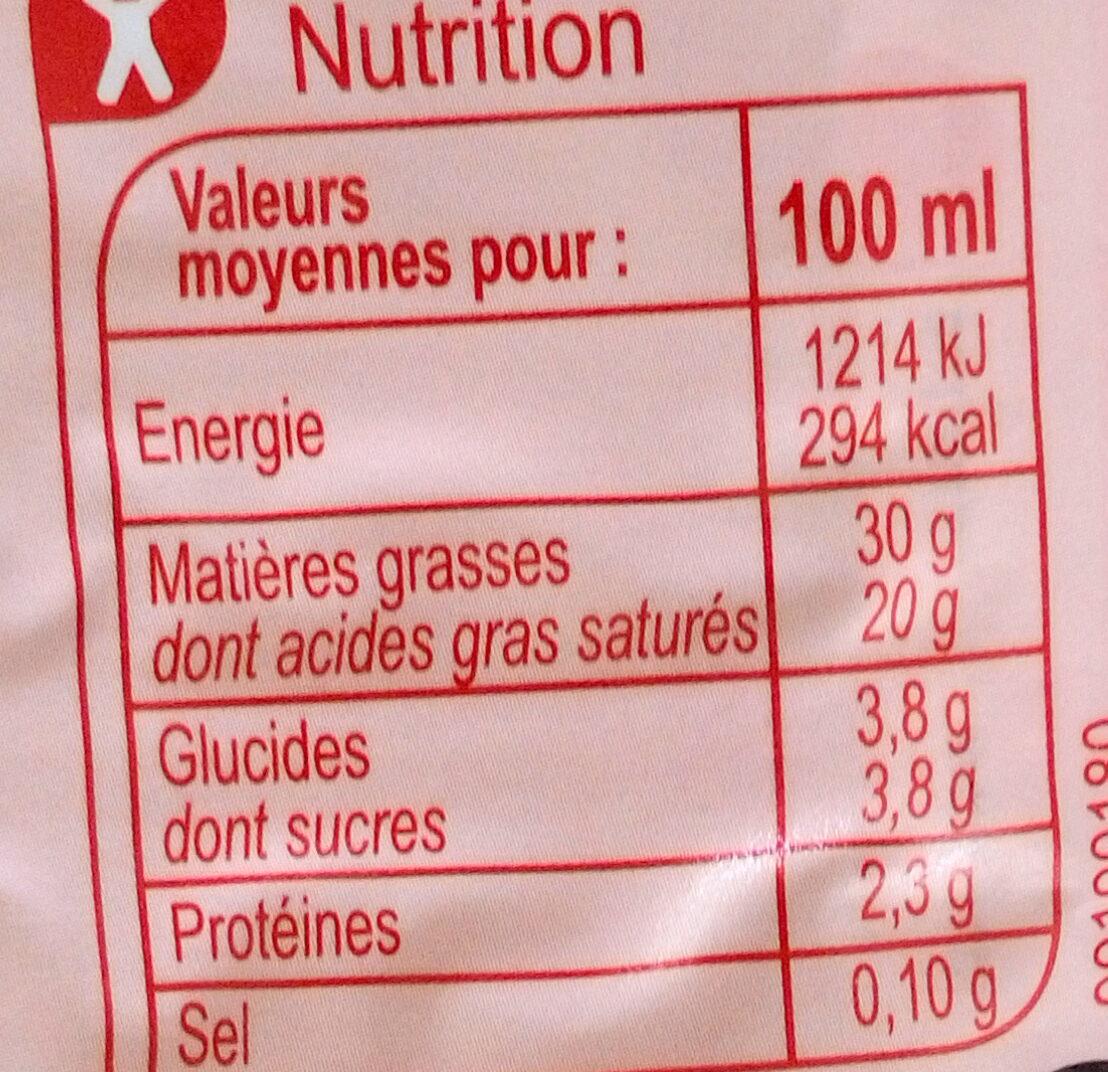 Nutrition
Valeurs
moyennes pour :
100 ml
Energie
1214 kJ
294 kcal
Matières grasses
30 g
dont acides gras saturés
20 g
Glucides
3,8 g
dont sucres
3,8 g
Protéines
2,3 g
Sel
0,10 g